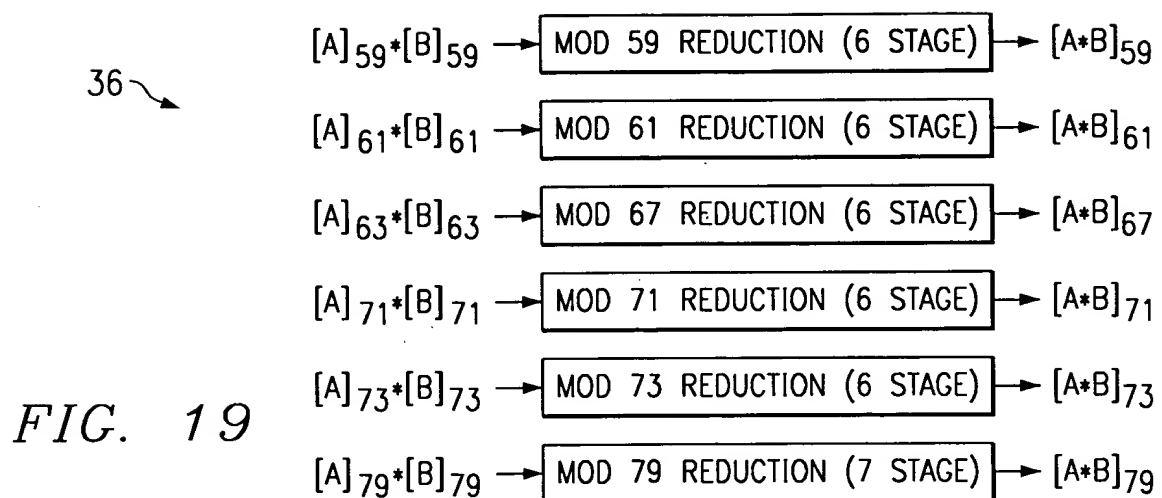 [A]59*[B]59 MOD 59 REDUCTION (6 STAGE) [A*B]59
36
[A]61*[B]61 MOD 61 REDUCTION (6 STAGE) [A*B]61
[A]63*[B]63 MOD 67 REDUCTION (6 STAGE) [A*B]67
[A]71*[B]71 MOD 71 REDUCTION (6 STAGE) [A*B]71
[A]73*[B]73 MOD 73 REDUCTION (6 STAGE) [A*B]73
FIG. 19
[A]79*[B]79 MOD 79 REDUCTION (7 STAGE) [A*B]79